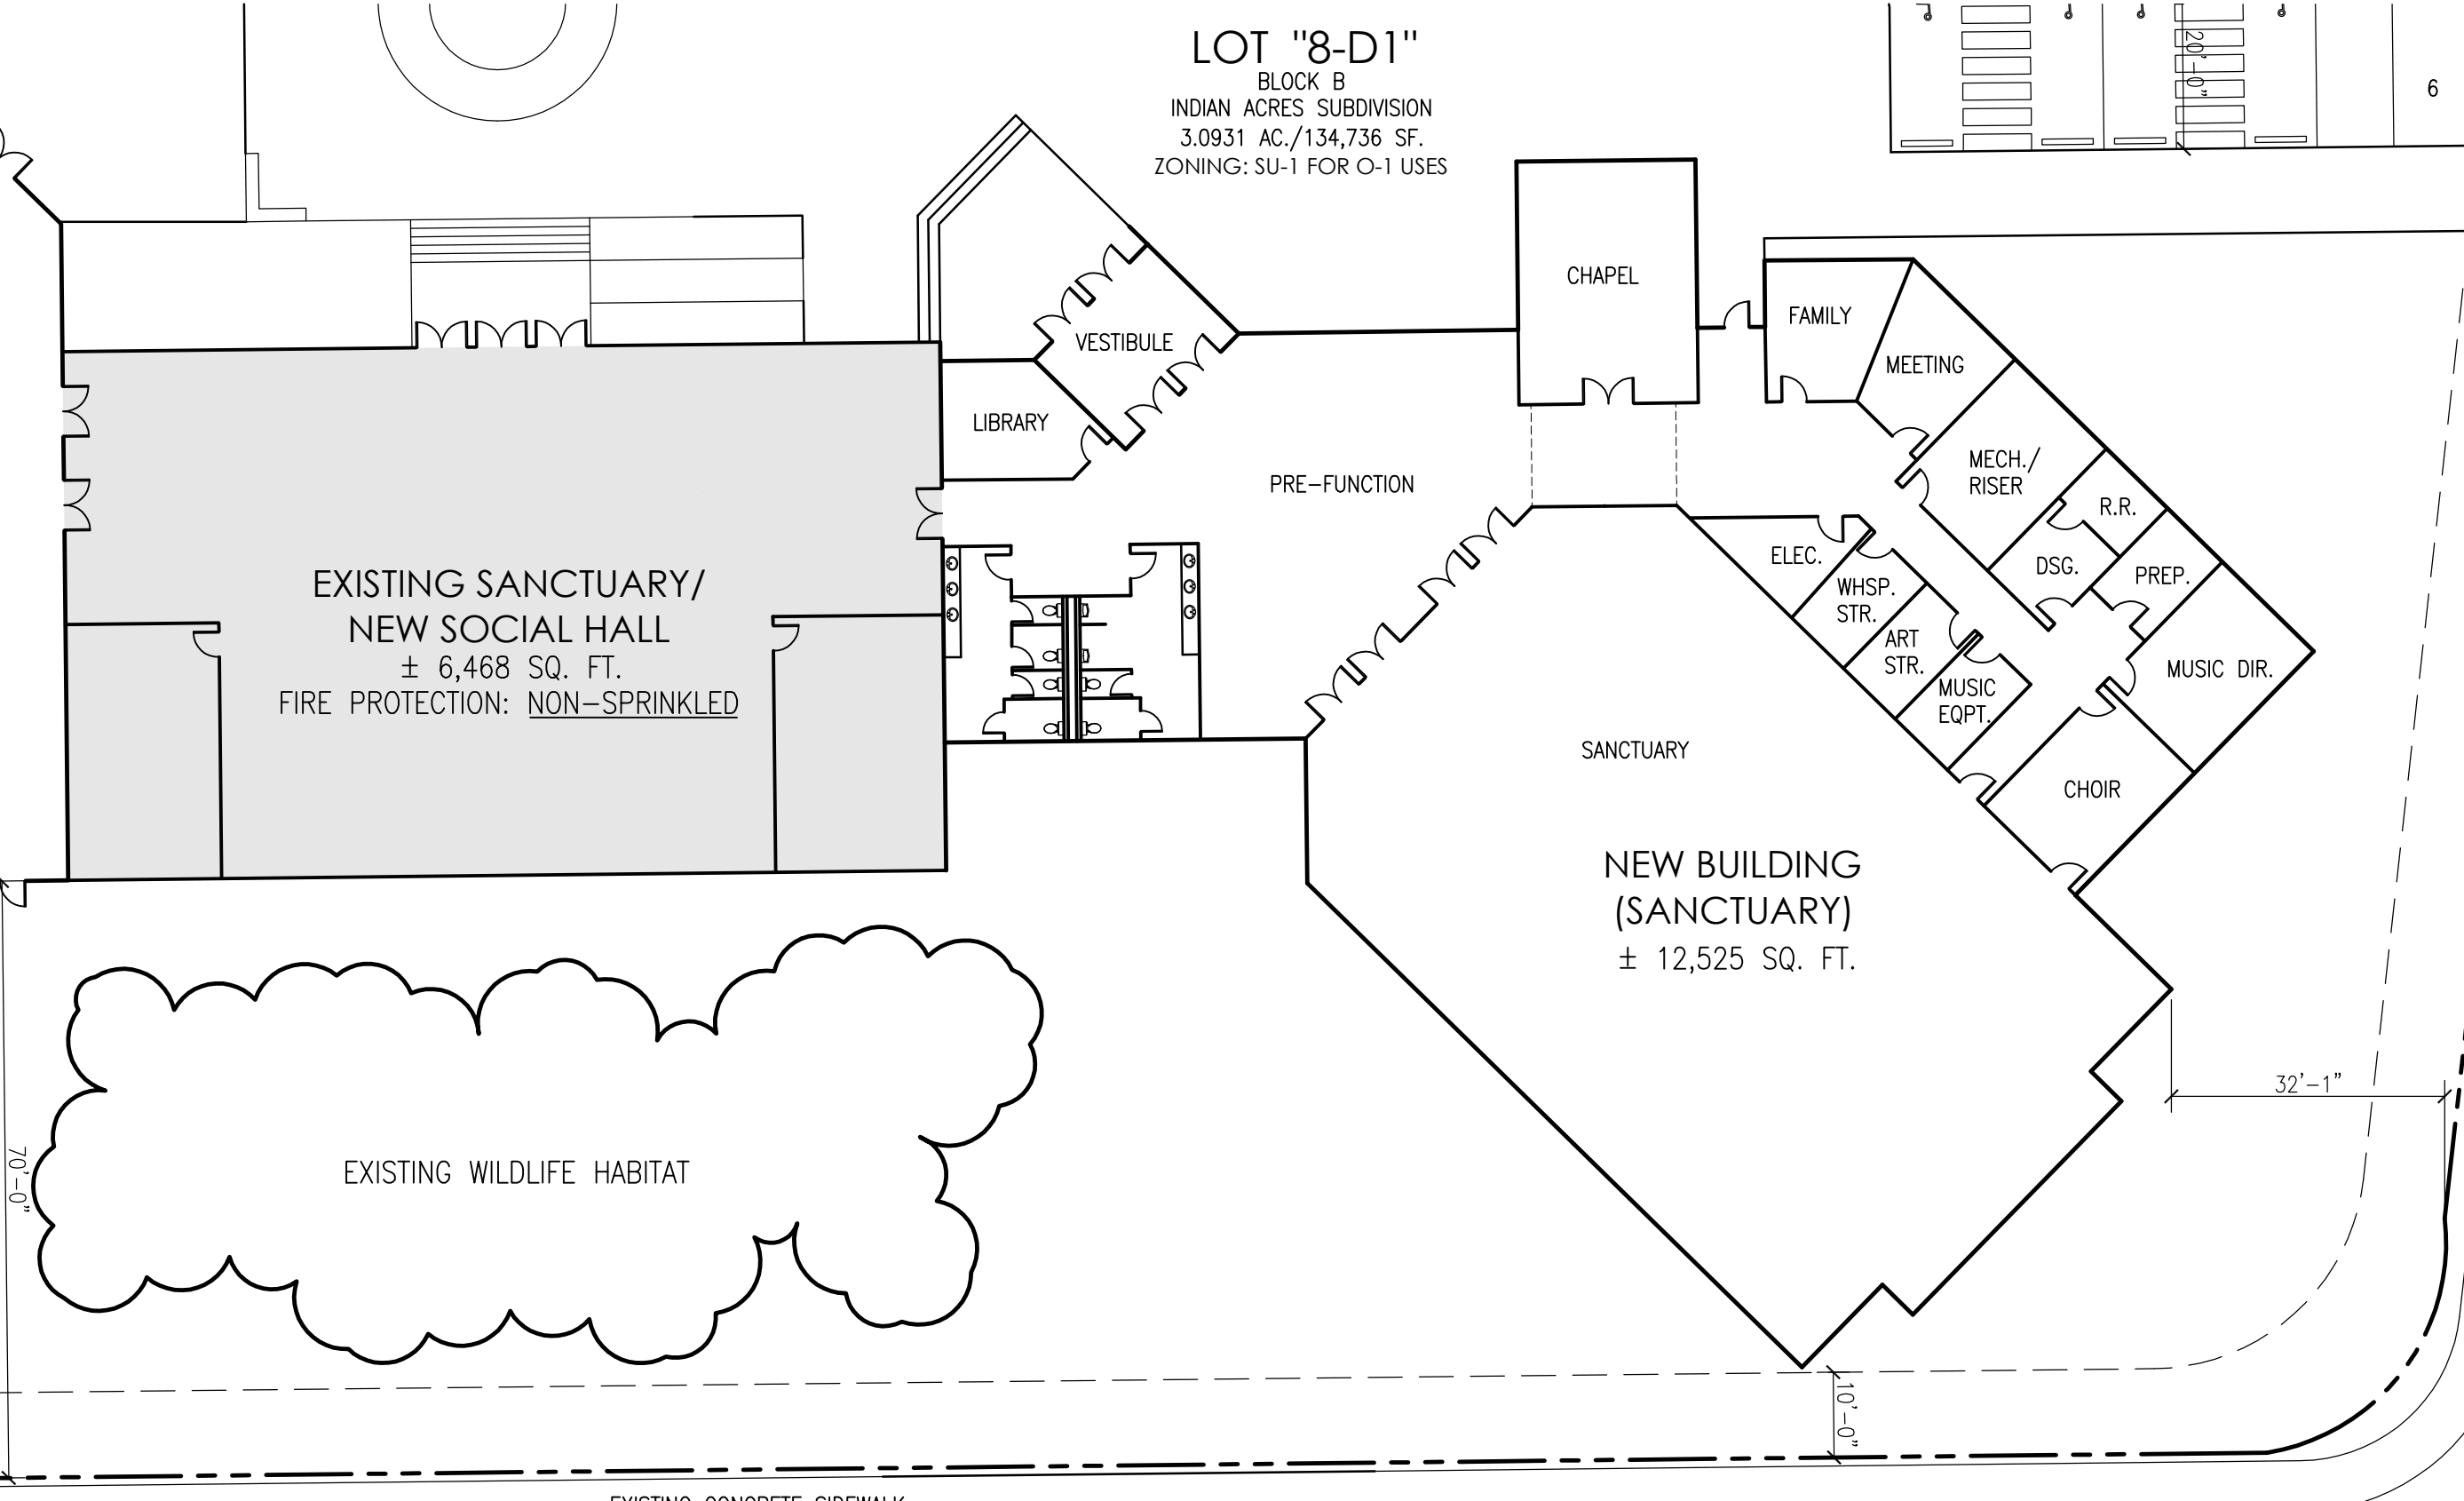 LOT "8-D1"
BLOCK B
INDIAN ACRES SUBDIVISION
3.0931 AC./134,736 SF.
ZONING: SU-1 FOR O-1 USES
20'-0"
6
CHAPEL
FAMILY
MEETING
VESTIBULE
LIBRARY
PRE-FUNCTION
MECH./
RISER
R.R.
ELEC.
DSG.
PREP.
WHSP.
STR.
ART
STR.
MUSIC DIR.
MUSIC
EQPT.
CHOIR
EXISTING SANCTUARY/
NEW SOCIAL HALL
± 6,468 SQ. FT.
FIRE PROTECTION: NON-SPRINKLED
SANCTUARY
NEW BUILDING
(SANCTUARY)
± 12,525 SQ. FT.
32'-1"
70'-0"
EXISTING WILDLIFE HABITAT
10'-0"
EXISTING CONCRETE SIDEWALK